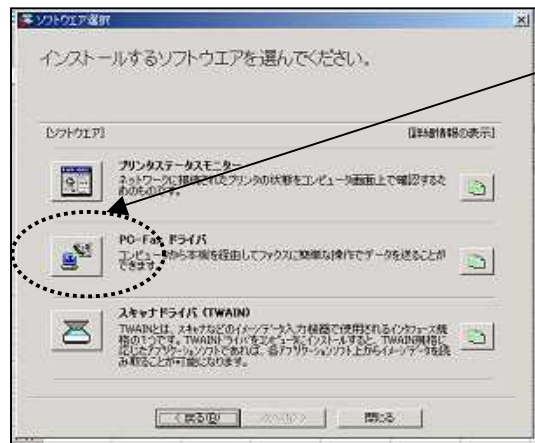 ソフトウエア選択
インストールするソフトウエアを選んでください。
[ソフトウエア]
[詳細情報の表示]
プリンタステータスモニター
ネットワークに接続されたプリンタの状態をコンピュータ画面上で確認するた
めのものです。
PC-Fax ドライバ
コンピュータから本機を経由してファクスに簡単な操作でデータを送ることが
できます。
スキャナドライバ (TWAIN)
TWAINとは、スキャナなどのイメージデータ入力機器で使用されるインタフェース規
格の1つです。TWAINドライバをコンピュータにインストールすると、TWAIN規格に
応じたアプリケーションソフトであれば、各アプリケーションソフト上からイメージデータを読
み取ることが可能になります。
< 戻る(B)
次へ(N) >
閉じる